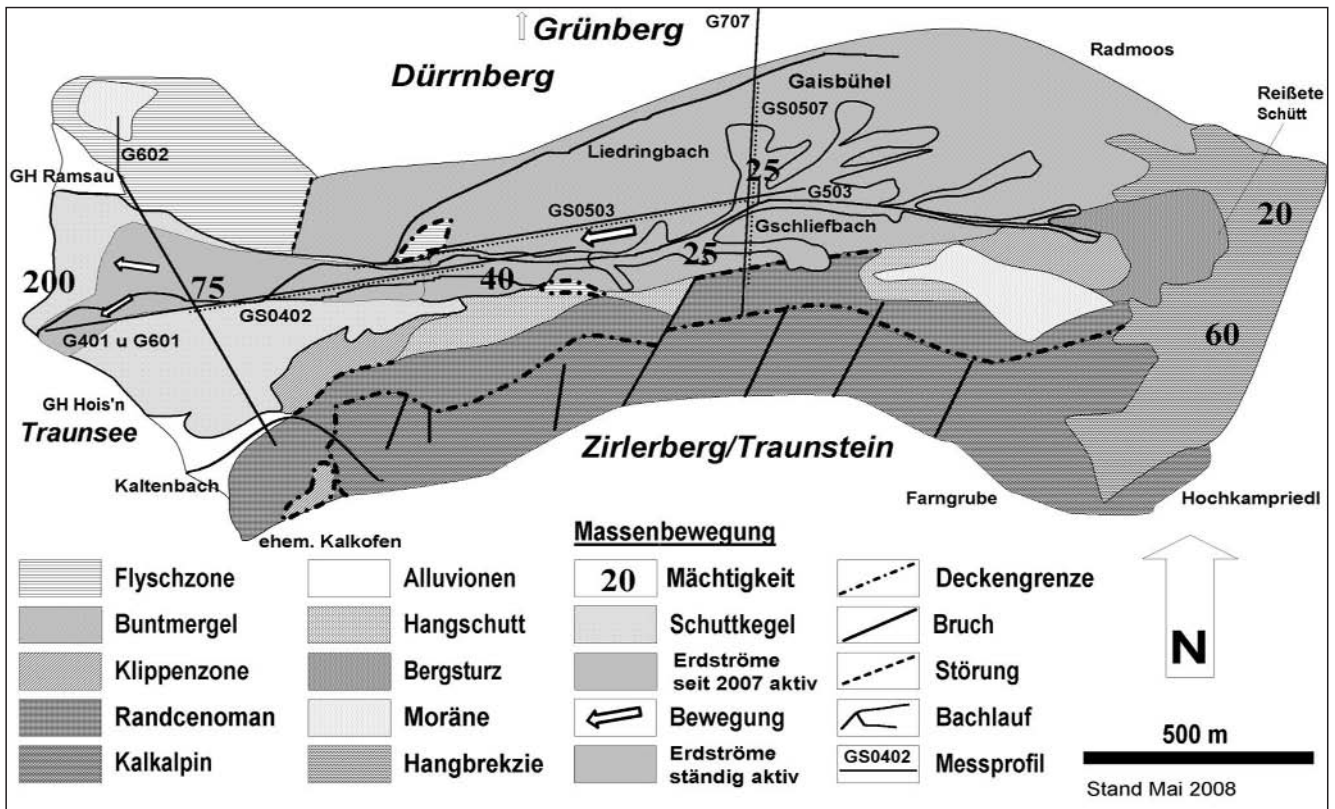 Grünberg
G707
Dürrnberg
Radmoos
Gaisbühel
Reißete
Schütt
GS0507
G602
Liedringbach
GH Ramsau
25
G503
GS0503
20
Gschliefbach
25
200
75
40
GS0402
60
G401 u G601
GH Hois'n
Traunsee
Zirlerberg/Traunstein
Kaltenbach
Farngrube
Hochkampriedl
ehem. Kalkofen
Massenbewegung
Flyschzone
Alluvionen
20 Mächtigkeit
Deckengrenze
Buntmergel
Hangschutt
Schuttkegel
Bruch
Klippenzone
Bergsturz
Erdströme
seit 2007 aktiv
Störung
N
Randcenoman
Moräne
Bewegung
Bachlauf
Kalkalpin
Hangbrekzie
Erdströme
ständig aktiv
GS0402 Messprofil
500 m
Stand Mai 2008